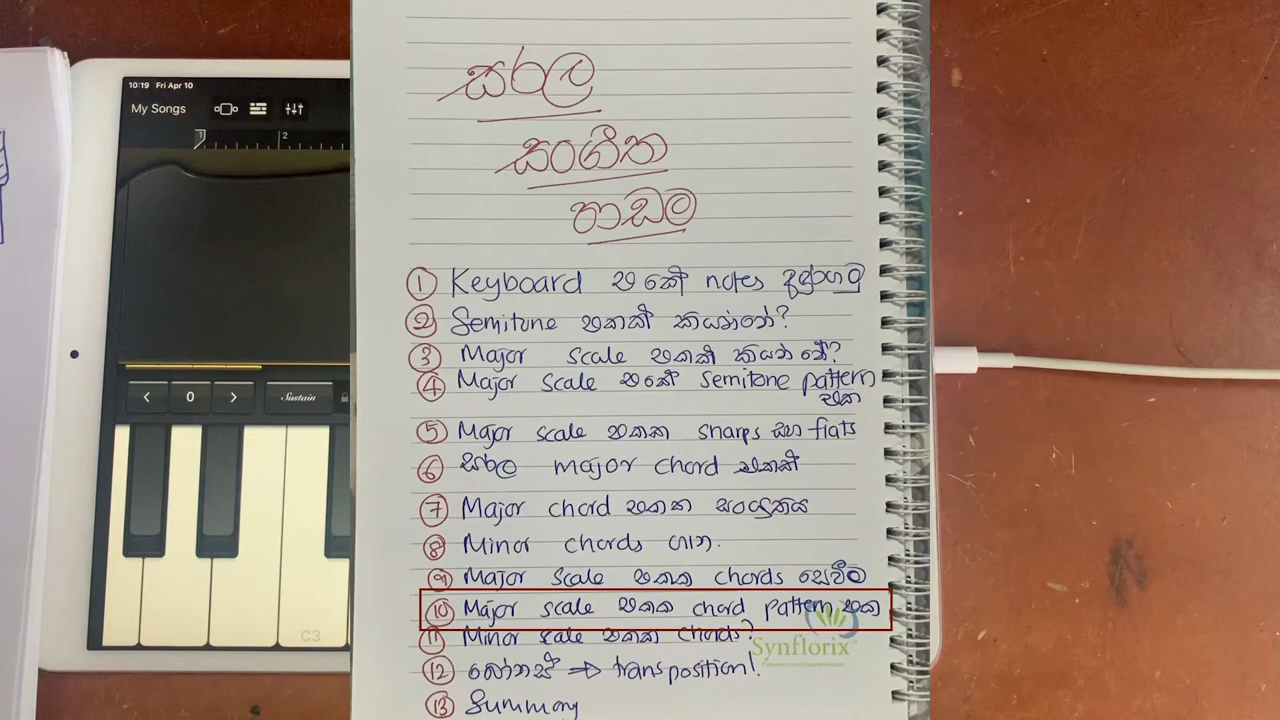 10:19 Fri Apr 10
My Songs
1 2
සරල
සංගීත
පාඩම
① Keyboard එකේ notes දැනගමු
② Semitone එකක් කියන්නේ?
③ Major scale එකක් කියන්නේ?
④ Major scale එකේ semitone pattern
එක
⑤ Major scale එකක sharps සහ flats
⑥ සරල major chord එකක්
⑦ Major chord එකක සංයුතිය
⑧ Minor chords ගැන.
⑨ Major scale එකක chords සෙවීම
⑩ Major scale එකක chord pattern එක
⑪ Minor scale එකක chords?
⑫ බෝනස් ⇒ transposition!
⑬ Summary
Synflorix
< 0 > Sustain
C3